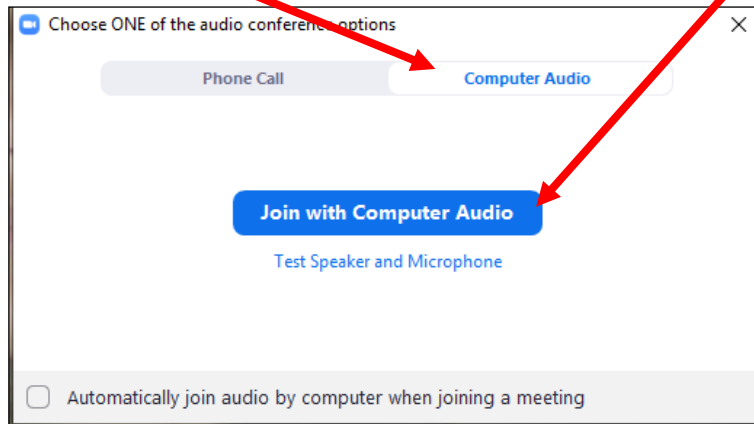 Choose ONE of the audio conference options
Phone Call
Computer Audio
Join with Computer Audio
Test Speaker and Microphone
Automatically join audio by computer when joining a meeting